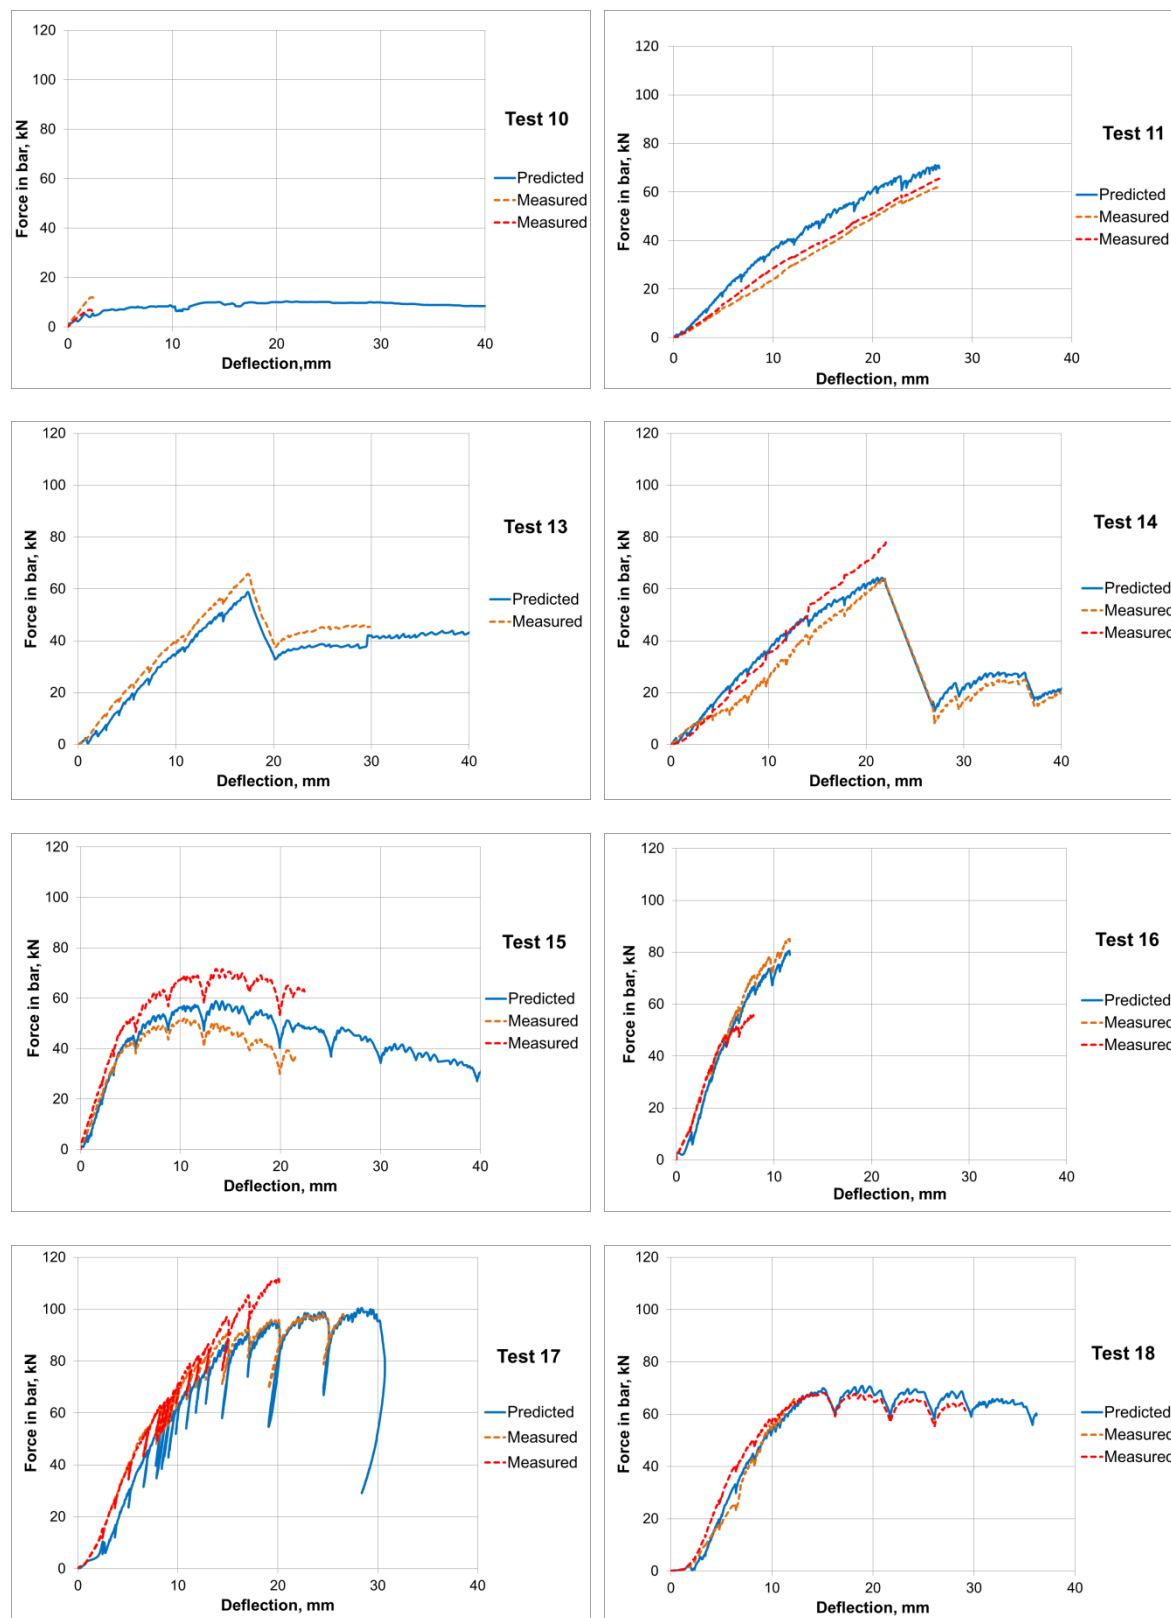 120
100
80
60
40
20
0
Force in bar, kN
0 10 20 30 40
Deflection,mm
Test 10
Predicted
Measured
Measured
120
100
80
60
40
20
0
Force in bar, kN
0 10 20 30 40
Deflection, mm
Test 11
Predicted
Measured
Measured
120
100
80
60
40
20
0
Force in bar, kN
0 10 20 30 40
Deflection, mm
Test 13
Predicted
Measured
120
100
80
60
40
20
0
Force in bar, kN
0 10 20 30 40
Deflection, mm
Test 14
Predicted
Measured
Measured
120
100
80
60
40
20
0
Force in bar, kN
0 10 20 30 40
Deflection, mm
Test 15
Predicted
Measured
Measured
120
100
80
60
40
20
0
Force in bar, kN
0 10 20 30 40
Deflection, mm
Test 16
Predicted
Measured
Measured
120
100
80
60
40
20
0
Force in bar, kN
0 10 20 30 40
Deflection, mm
Test 17
Predicted
Measured
Measured
120
100
80
60
40
20
0
Force in bar, kN
0 10 20 30 40
Deflection, mm
Test 18
Predicted
Measured
Measured